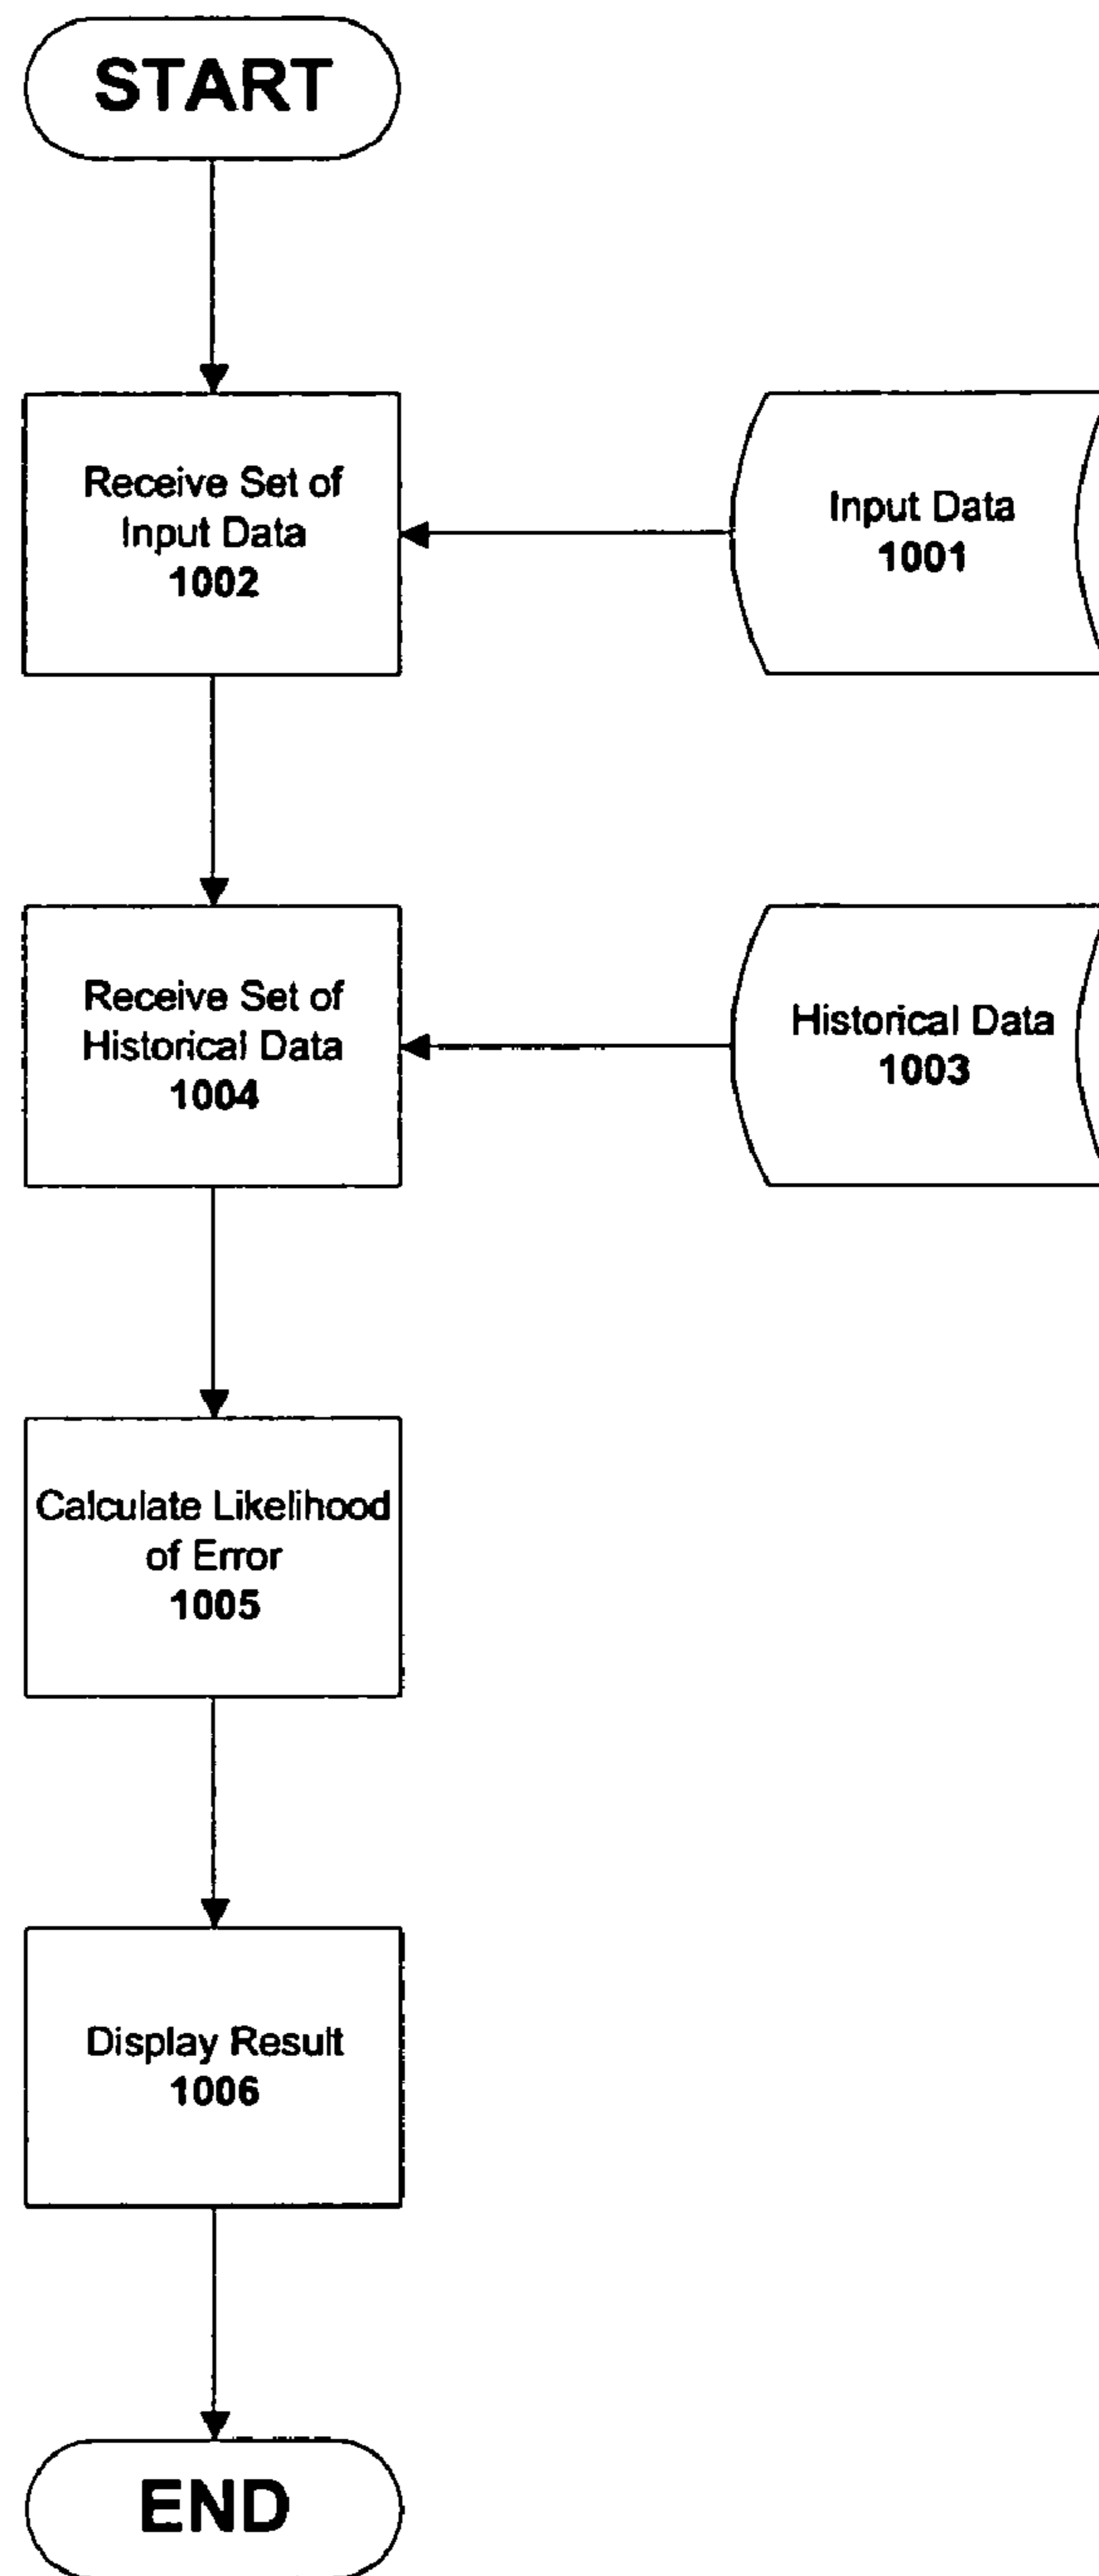 START
Receive Set of
Input Data
1002
Input Data
1001
Receive Set of
Historical Data
1004
Historical Data
1003
Calculate Likelihood
of Error
1005
Display Result
1006
END